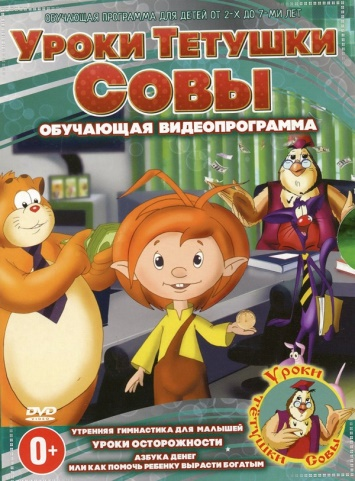 ОБУЧАЮЩАЯ ПРОГРАММА ДЛЯ ДЕТЕЙ ОТ 2-Х ДО 7-МИ ЛЕТ
УРОКИ ТЕТУШКИ
СОВЫ
ОБУЧАЮЩАЯ ВИДЕОПРОГРАММА
Уроки
тётушки Совы
DVD
VIDEO
0+
УТРЕННЯЯ ГИМНАСТИКА ДЛЯ МАЛЫШЕЙ
УРОКИ ОСТОРОЖНОСТИ
АЗБУКА ДЕНЕГ
ИЛИ КАК ПОМОЧЬ РЕБЕНКУ ВЫРАСТИ БОГАТЫМ